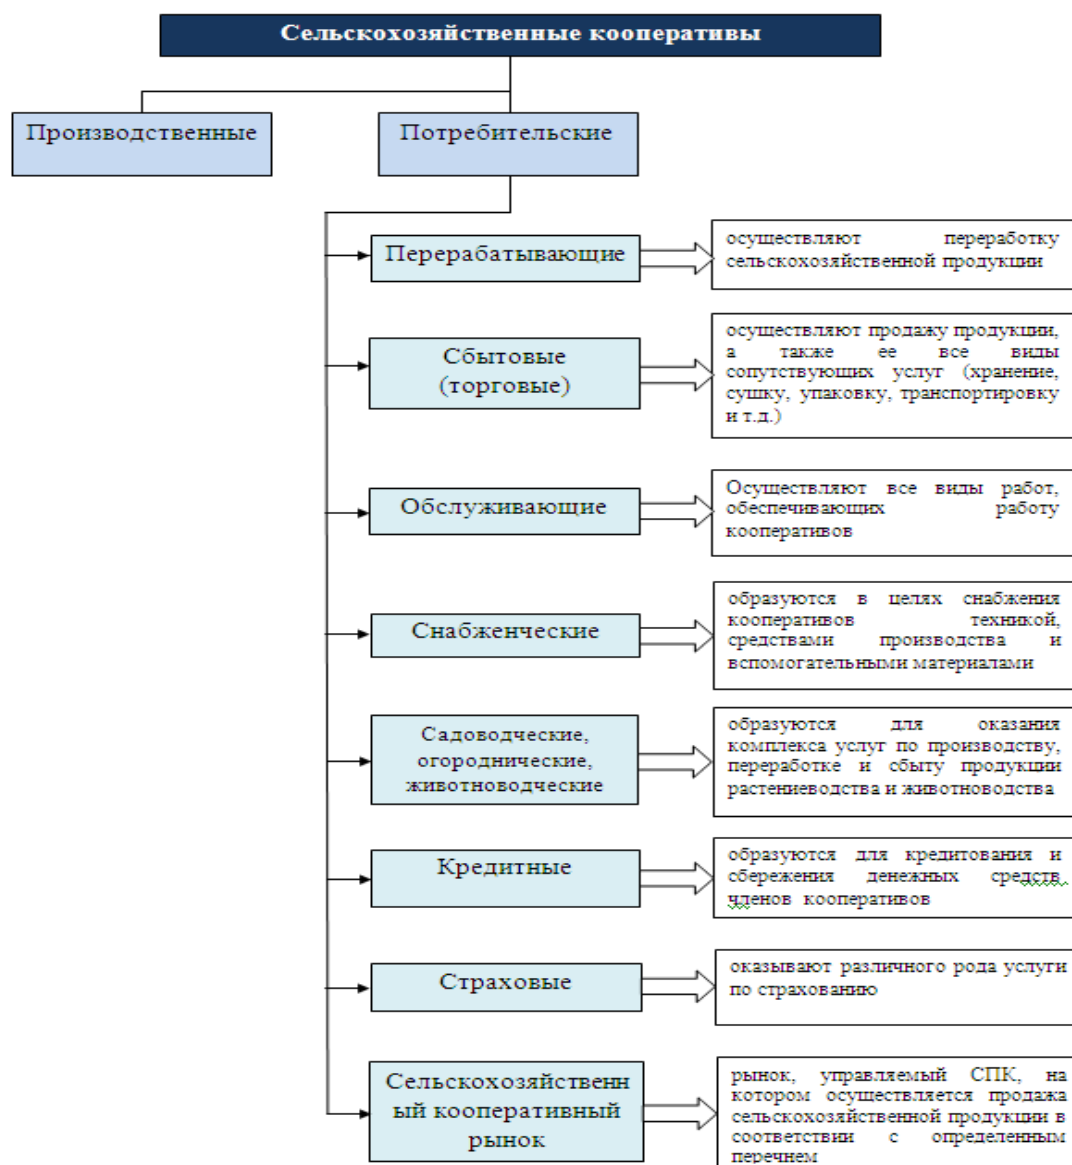 Сельскохозяйственные кооперативы
Производственные
Потребительские
Перерабатывающие
осуществляют переработку
сельскохозяйственной продукции
Сбытовые
(торговые)
осуществляют продажу продукции,
а также ее все виды
сопутствующих услуг (хранение,
сушку, упаковку, транспортировку
и т.д.)
Обслуживающие
Осуществляют все виды работ,
обеспечивающих работу
кооперативов
Снабженческие
образуются в целях снабжения
кооперативов техникой,
средствами производства и
вспомогательными материалами
Садоводческие,
огороднические,
животноводческие
образуются для оказания
комплекса услуг по производству,
переработке и сбыту продукции
растениеводства и животноводства
Кредитные
образуются для кредитования и
сбережения денежных средств
членов кооперативов
Страховые
оказывают различного рода услуги
по страхованию
Сельскохозяйственн
ый кооперативный
рынок
рынок, управляемый СПК, на
котором осуществляется продажа
сельскохозяйственной продукции в
соответствии с определенным
перечнем